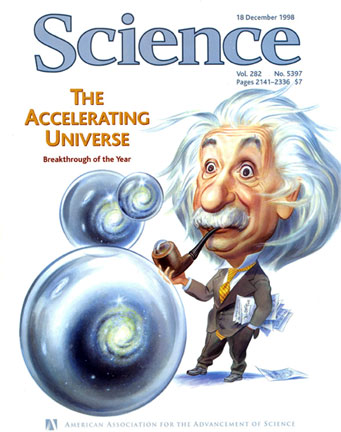 18 December 1998
Science
Vol. 282 No. 5397
Pages 2141–2336 $7
THE
ACCELERATING
UNIVERSE
Breakthrough of the Year
AMERICAN ASSOCIATION FOR THE ADVANCEMENT OF SCIENCE